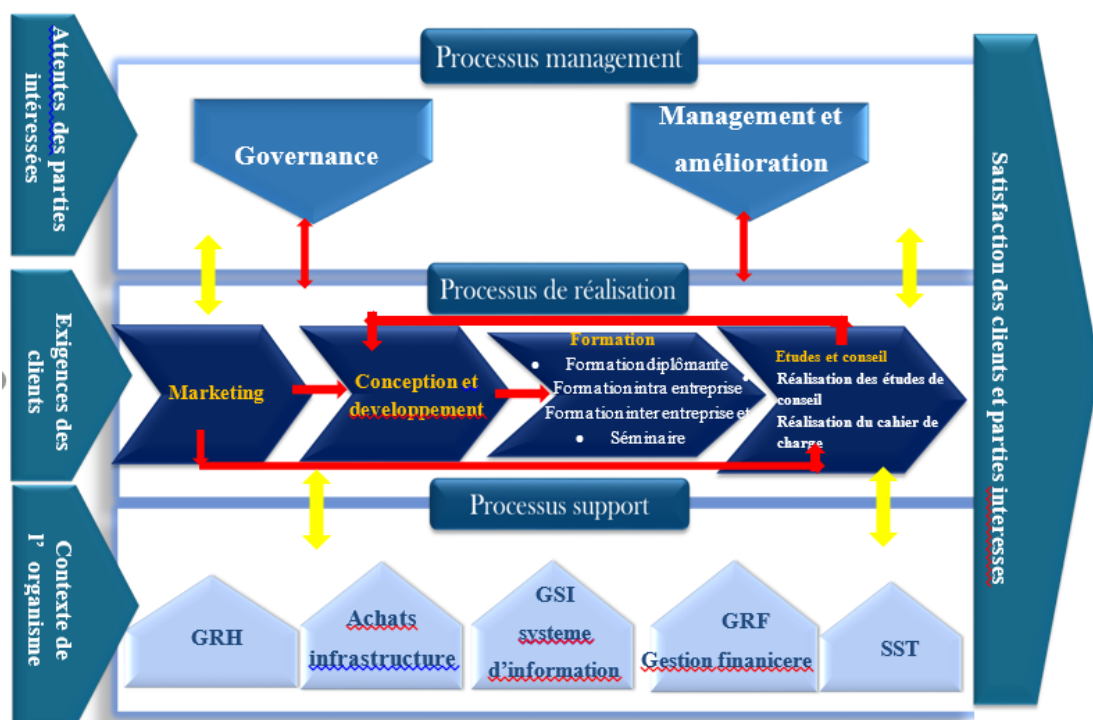 Attentes des parties
intéressées
Processus management
Governance
Management et
amélioration
Exigences des
clients
Processus de réalisation
Marketing
Conception et
developpement
Formation
• Formation diplômante
• Formation intra entreprise
Formation inter entreprise et
• Séminaire
Etudes et conseil
Réalisation des études de
conseil
Réalisation du cahier de
charge
Contexte de
l’ organisme
Processus support
GRH
Achats
infrastructure
GSI
systeme
d’information
GRF
Gestion financicere
SST
Satisfaction des clients et parties interesses